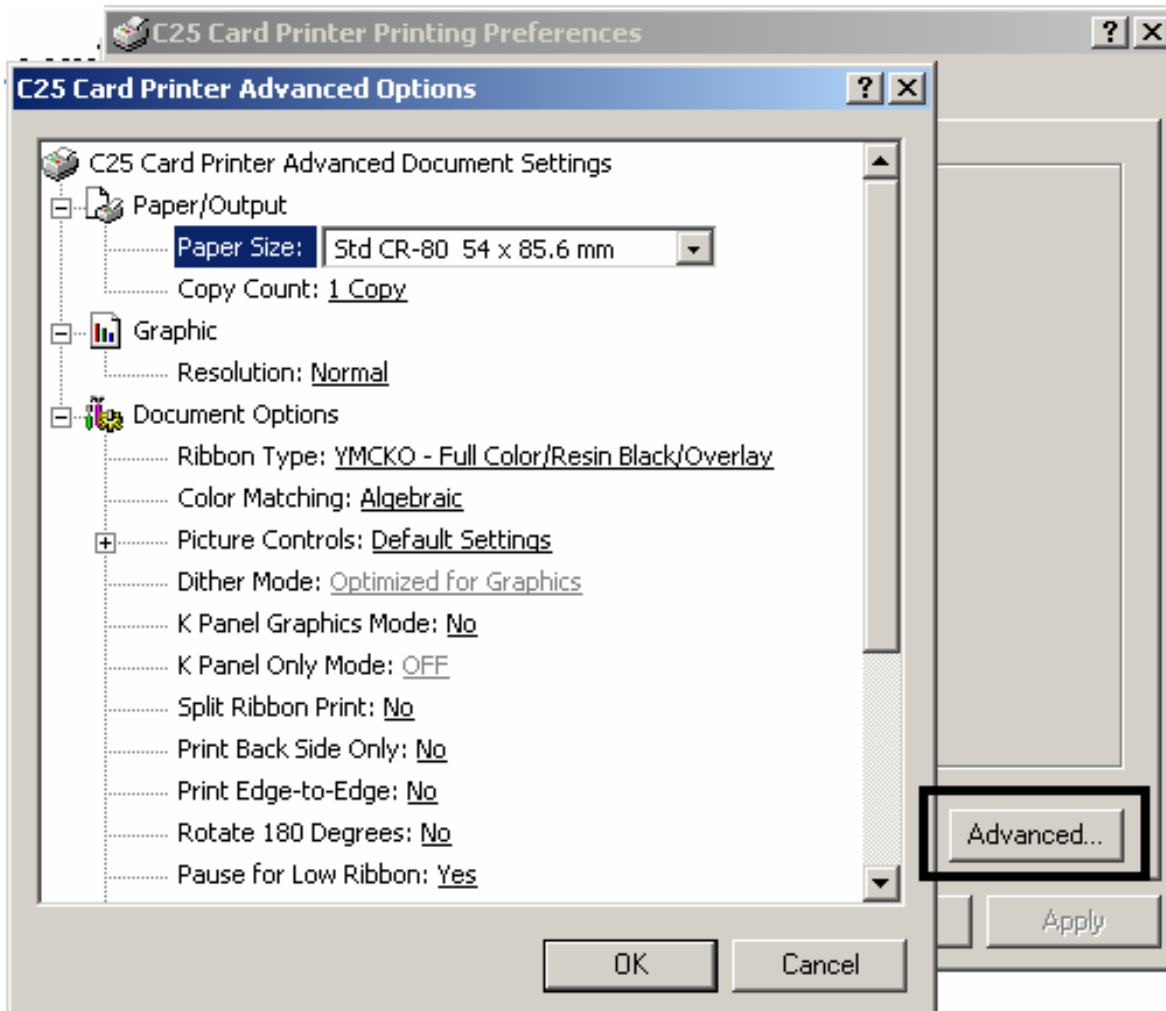 C25 Card Printer Printing Preferences
C25 Card Printer Advanced Options
C25 Card Printer Advanced Document Settings
Paper/Output
Paper Size: Std CR-80 54 x 85.6 mm
Copy Count: 1 Copy
Graphic
Resolution: Normal
Document Options
Ribbon Type: YMCKO - Full Color/Resin Black/Overlay
Color Matching: Algebraic
Picture Controls: Default Settings
Dither Mode: Optimized for Graphics
K Panel Graphics Mode: No
K Panel Only Mode: OFF
Split Ribbon Print: No
Print Back Side Only: No
Print Edge-to-Edge: No
Rotate 180 Degrees: No
Pause for Low Ribbon: Yes
Advanced...
Apply
OK Cancel